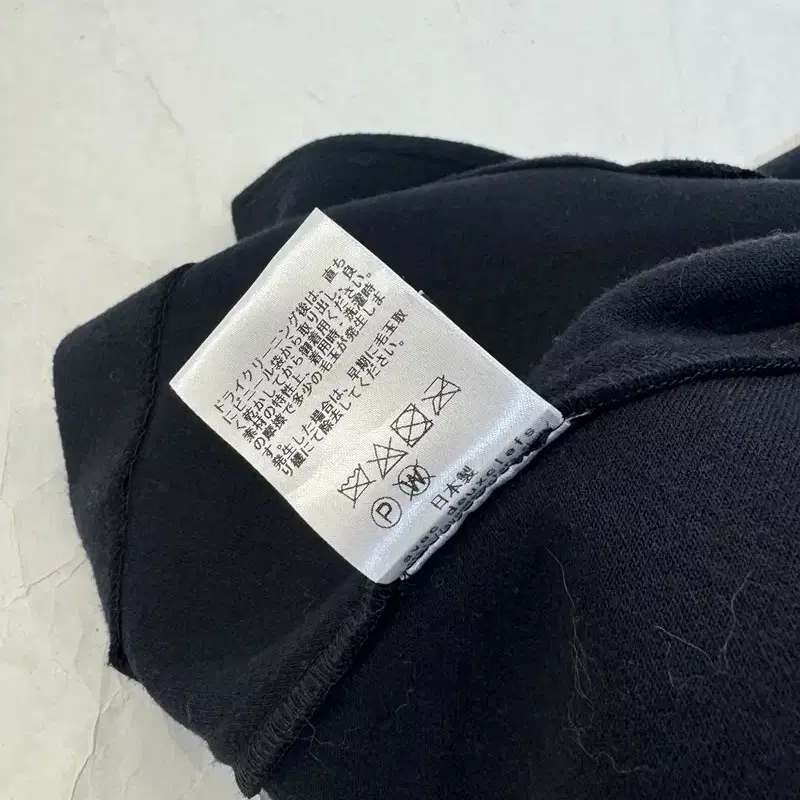 ドライクリーニング後は、直ち
にビニール袋から取り出し、良
く乾かしてから御着用ください。
素材の特性上、着用時・洗濯時
の摩擦で多少の毛玉が発生しま
す。
発生した場合は、早期に毛玉取
り機にて除去してください。
P W
日本製
avec deuxclefs